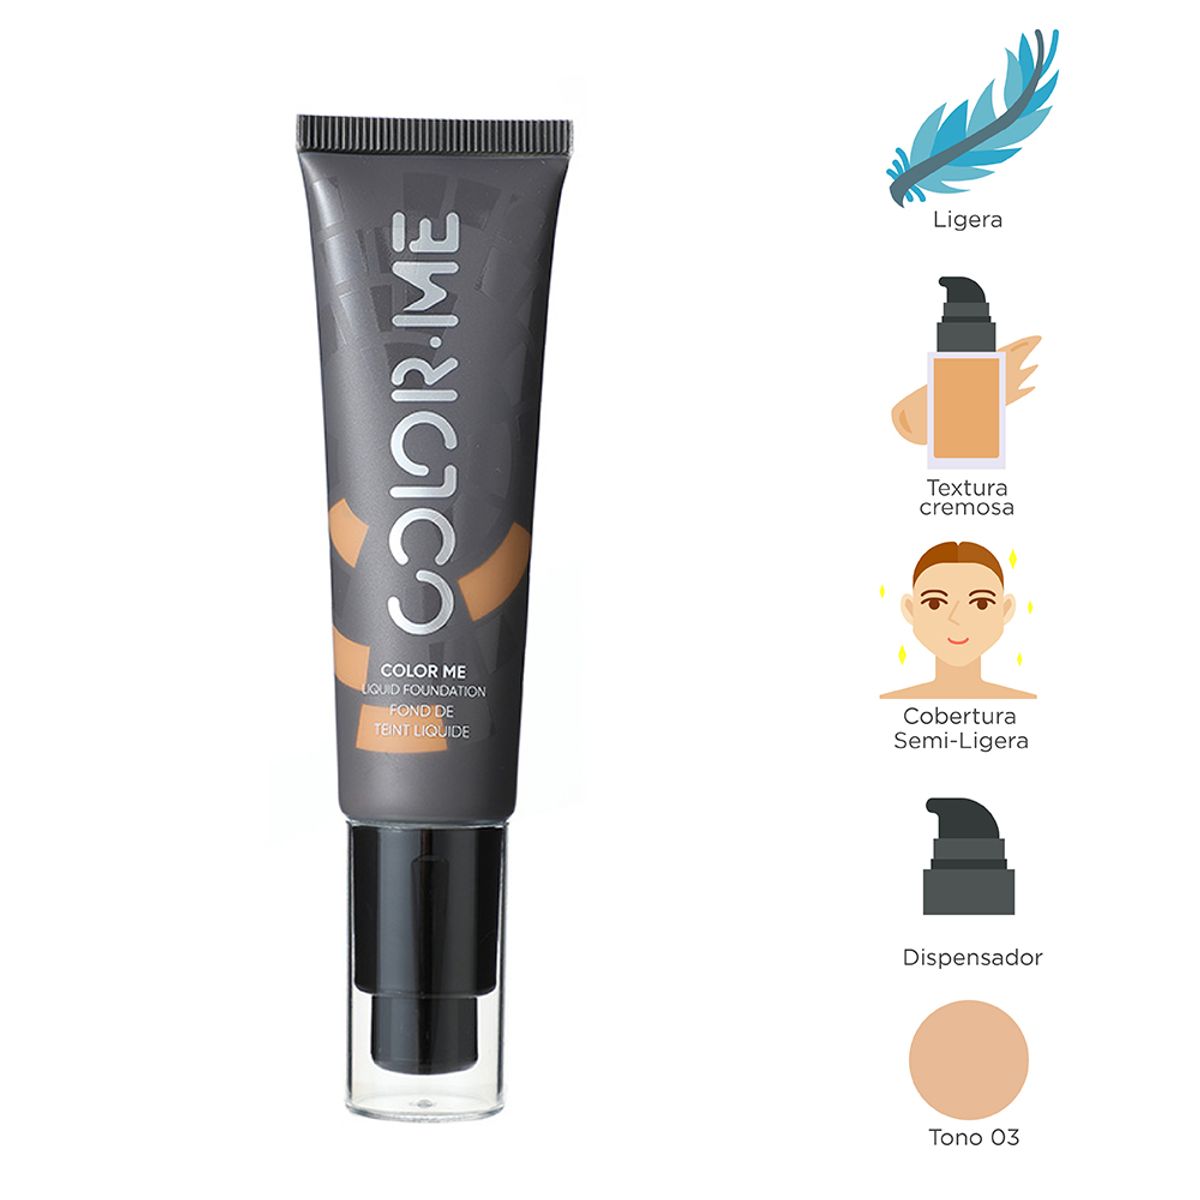 COLOR.ME
COLOR ME
LIQUID FOUNDATION
FOND DE
TEINT LIQUIDE
Ligera
Textura
cremosa
Cobertura
Semi-Ligera
Dispensador
Tono 03